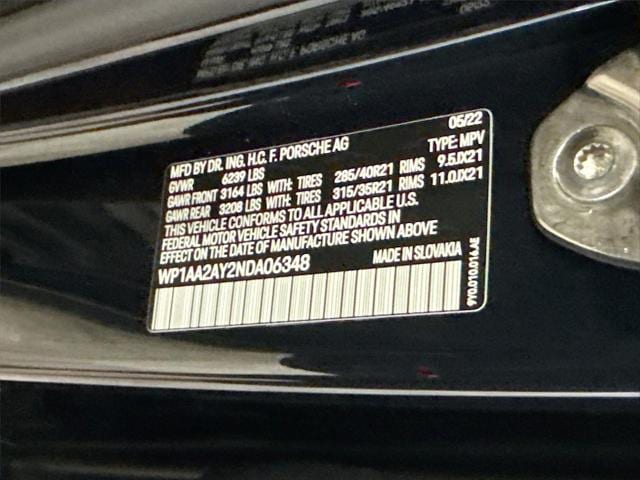 05/22
MFD BY DR. ING. H.C. F. PORSCHE AG
GVWR 6239 LBS TYPE: MPV
GAWR FRONT 3164 LBS WITH: TIRES 285/40R21 RIMS 9.5JX21
GAWR REAR 3208 LBS WITH: TIRES 315/35R21 RIMS 11.0JX21
THIS VEHICLE CONFORMS TO ALL APPLICABLE U.S.
FEDERAL MOTOR VEHICLE SAFETY STANDARDS IN
EFFECT ON THE DATE OF MANUFACTURE SHOWN ABOVE
WP1AA2AY2NDA06348 MADE IN SLOVAKIA
9Y0.010.016.AE